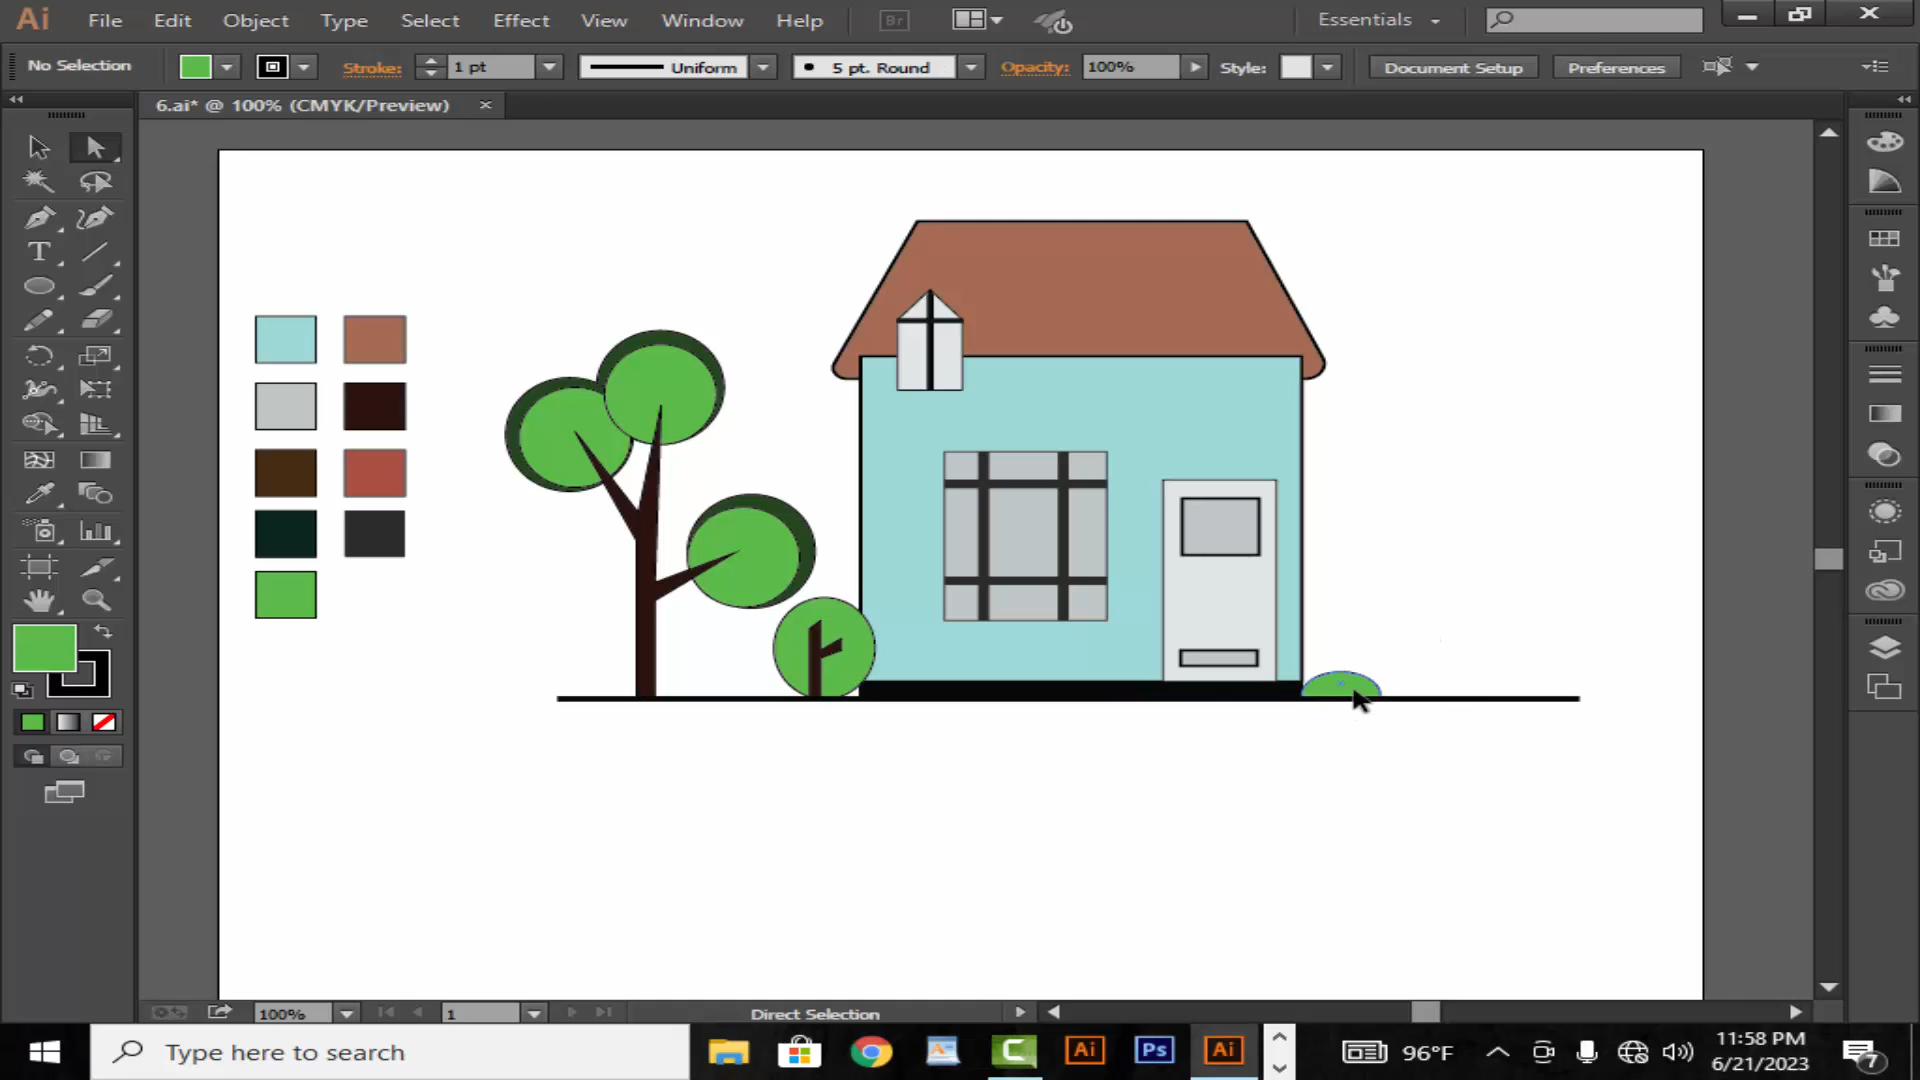 Ai File Edit Object Type Select Effect View Window Help Br Essentials
No Selection Stroke: 1 pt Uniform 5 pt. Round Opacity: 100% Style: Document Setup Preferences
6.ai* @ 100% (CMYK/Preview) ×
T
100% 1 Direct Selection
Type here to search Ai Ps Ai 96°F 11:58 PM
6/21/2023 7